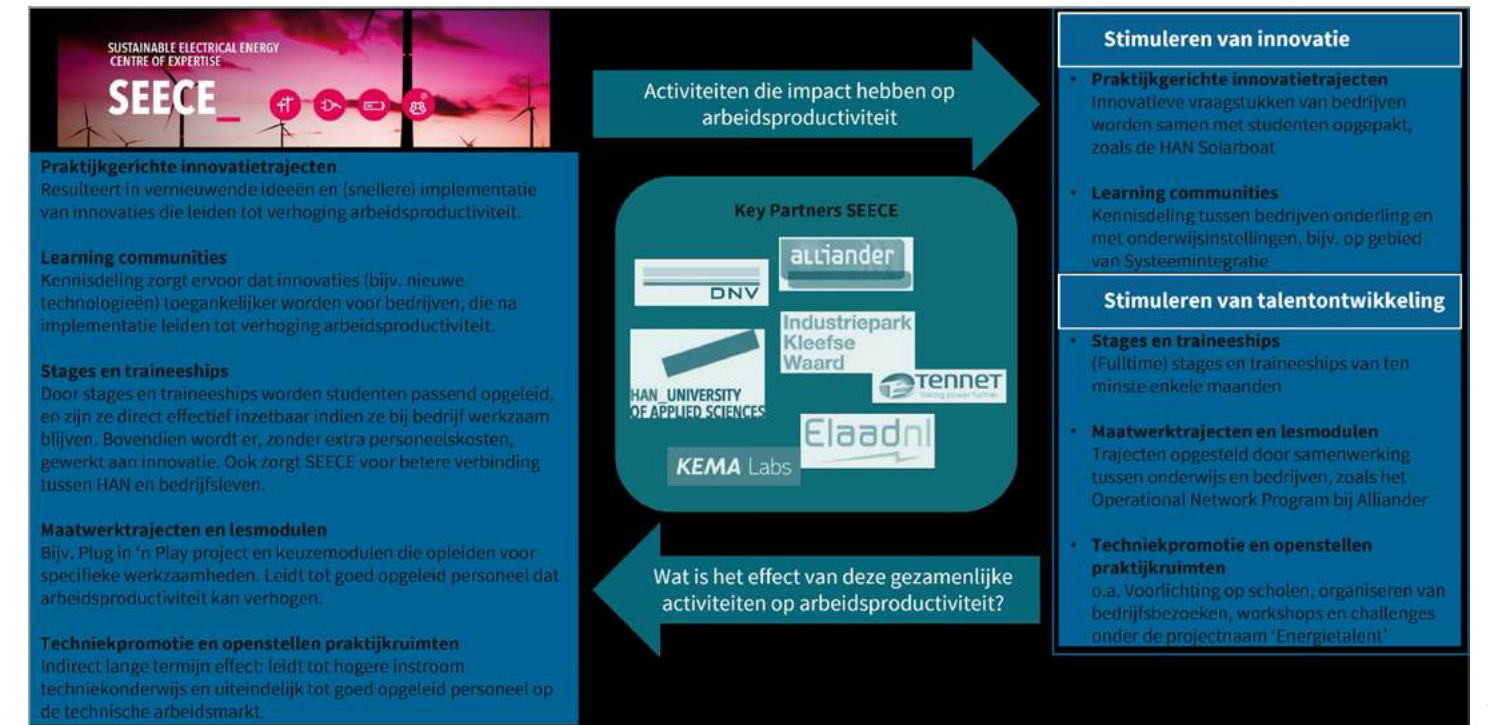 SUSTAINABLE ELECTRICAL ENERGY
CENTRE OF EXPERTISE
SEECE_
Praktijkgerichte innovatietrajecten
Resulteert in vernieuwende ideeën en (snellere) implementatie
van innovaties die leiden tot verhoging arbeidsproductiviteit.
Learning communities
Kennisdeling zorgt ervoor dat innovaties (bijv. nieuwe
technologieën) toegankelijker worden voor bedrijven, die na
implementatie leiden tot verhoging arbeidsproductiviteit.
Stages en traineeships
Door stages en traineeships worden studenten passend opgeleid,
en zijn ze direct effectief inzetbaar indien ze bij bedrijf werkzaam
blijven. Bovendien wordt er, zonder extra personeelskosten,
gewerkt aan innovatie. Ook zorgt SEECE voor betere verbinding
tussen HAN en bedrijfsleven.
Maatwerktrajecten en lesmodulen
Bijv. Plug in ‘n Play project en keuzemodulen die opleiden voor
specifieke werkzaamheden. Leidt tot goed opgeleid personeel dat
arbeidsproductiviteit kan verhogen.
Techniekpromotie en openstellen praktijkruimten
Indirect lange termijn effect: leidt tot hogere instroom
techniekonderwijs en uiteindelijk tot goed opgeleid personeel op
de technische arbeidsmarkt.
Activiteiten die impact hebben op
arbeidsproductiviteit
Key Partners SEECE
alliander
DNV
Industriepark
Kleefse
Waard
HAN_UNIVERSITY
OF APPLIED SCIENCES
TenneT
Taking power further
Elaadnl
KEMA Labs
Wat is het effect van deze gezamenlijke
activiteiten op arbeidsproductiviteit?
Stimuleren van innovatie
• Praktijkgerichte innovatietrajecten
Innovatieve vraagstukken van bedrijven
worden samen met studenten opgepakt,
zoals de HAN Solarboat
• Learning communities
Kennisdeling tussen bedrijven onderling en
met onderwijsinstellingen, bijv. op gebied
van Systeemintegratie
Stimuleren van talentontwikkeling
• Stages en traineeships
(Fulltime) stages en traineeships van ten
minste enkele maanden
• Maatwerktrajecten en lesmodulen
Trajecten opgesteld door samenwerking
tussen onderwijs en bedrijven, zoals het
Operational Network Program bij Alliander
• Techniekpromotie en openstellen
praktijkruimten
o.a. Voorlichting op scholen, organiseren van
bedrijfsbezoeken, workshops en challenges
onder de projectnaam ‘Energietalent’